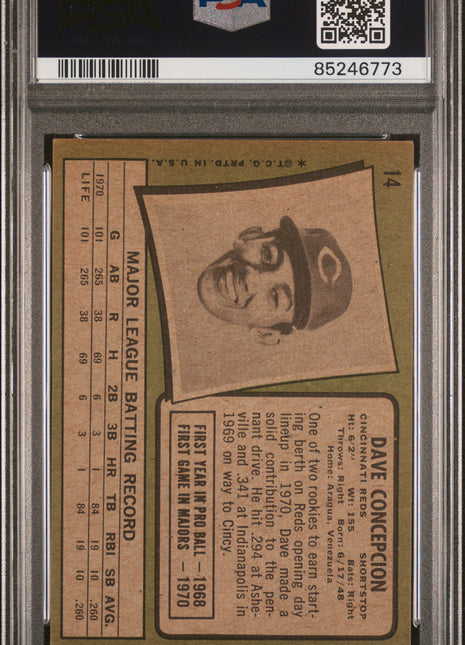 PSA
85246773
14
DAVE CONCEPCION
CINCINNATI REDS SHORTSTOP
Ht: 6'2" Wt: 155 Bats: Right
Throws: Right Born: 6/17/48
Home: Aragua, Venezuela
One of two rookies to earn start-
ing berth on Reds opening day
lineup in 1970, Dave made a
solid contribution to the pen-
nant drive. He hit .294 at Ashe-
ville and .341 at Indianapolis in
1969 on way to Cincy.
FIRST YEAR IN PRO BALL — 1968
FIRST GAME IN MAJORS — 1970
MAJOR LEAGUE BATTING RECORD
G AB R H 2B 3B HR TB RBI SB AVG.
1970 101 265 38 69 6 3 1 84 19 10 .260
LIFE 101 265 38 69 6 3 1 84 19 10 .260
*©T.C.G. PRTD. IN U.S.A.